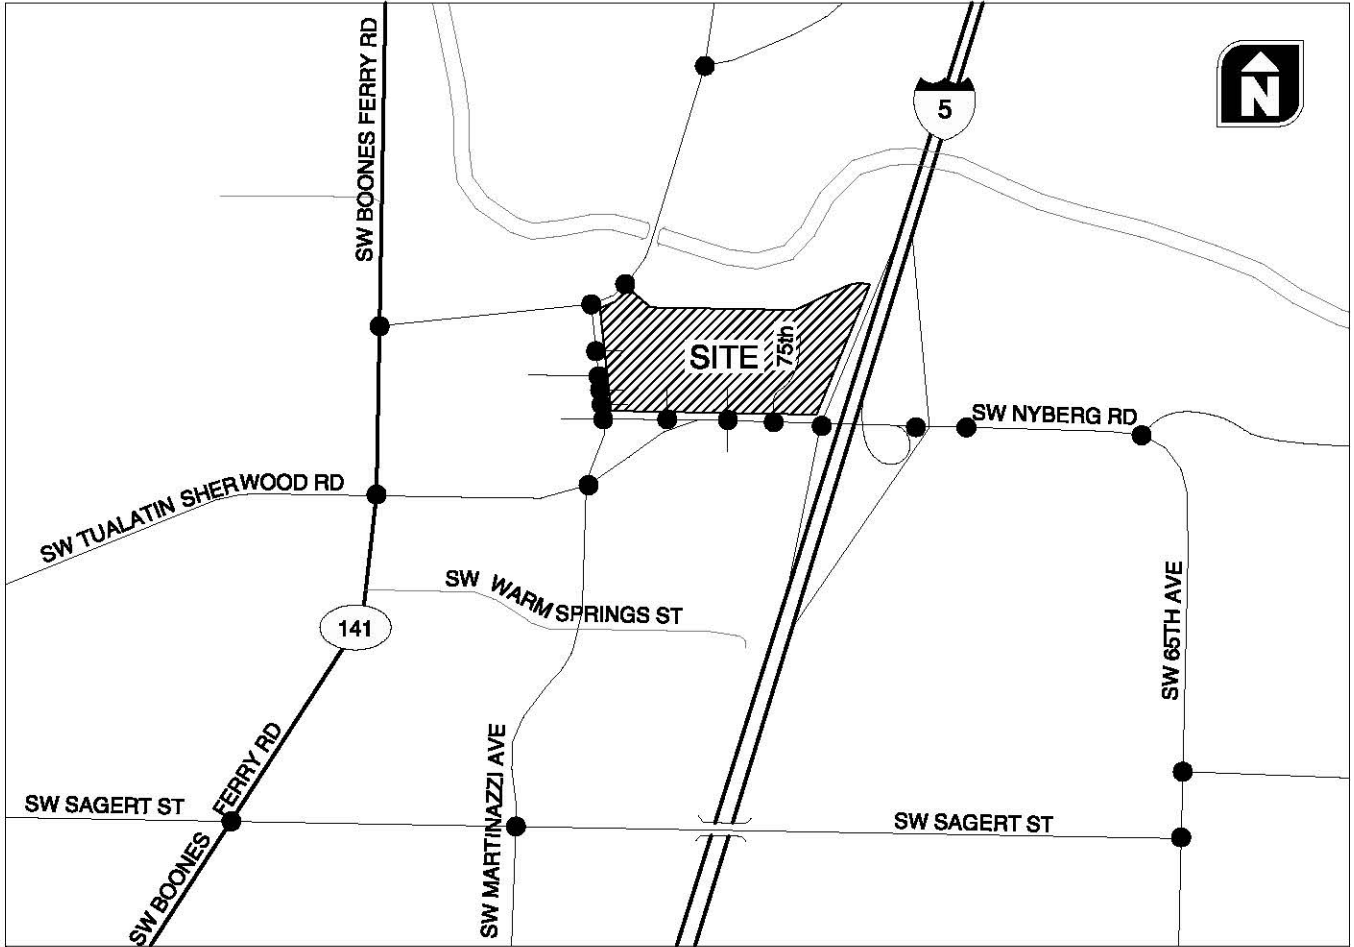 SW BOONES FERRY RD
5
N
SITE
75th
SW NYBERG RD
SW TUALATIN SHERWOOD RD
SW WARM SPRINGS ST
SW 65TH AVE
141
SW BOONES FERRY RD
SW MARTINAZZI AVE
SW SAGERT ST
SW SAGERT ST